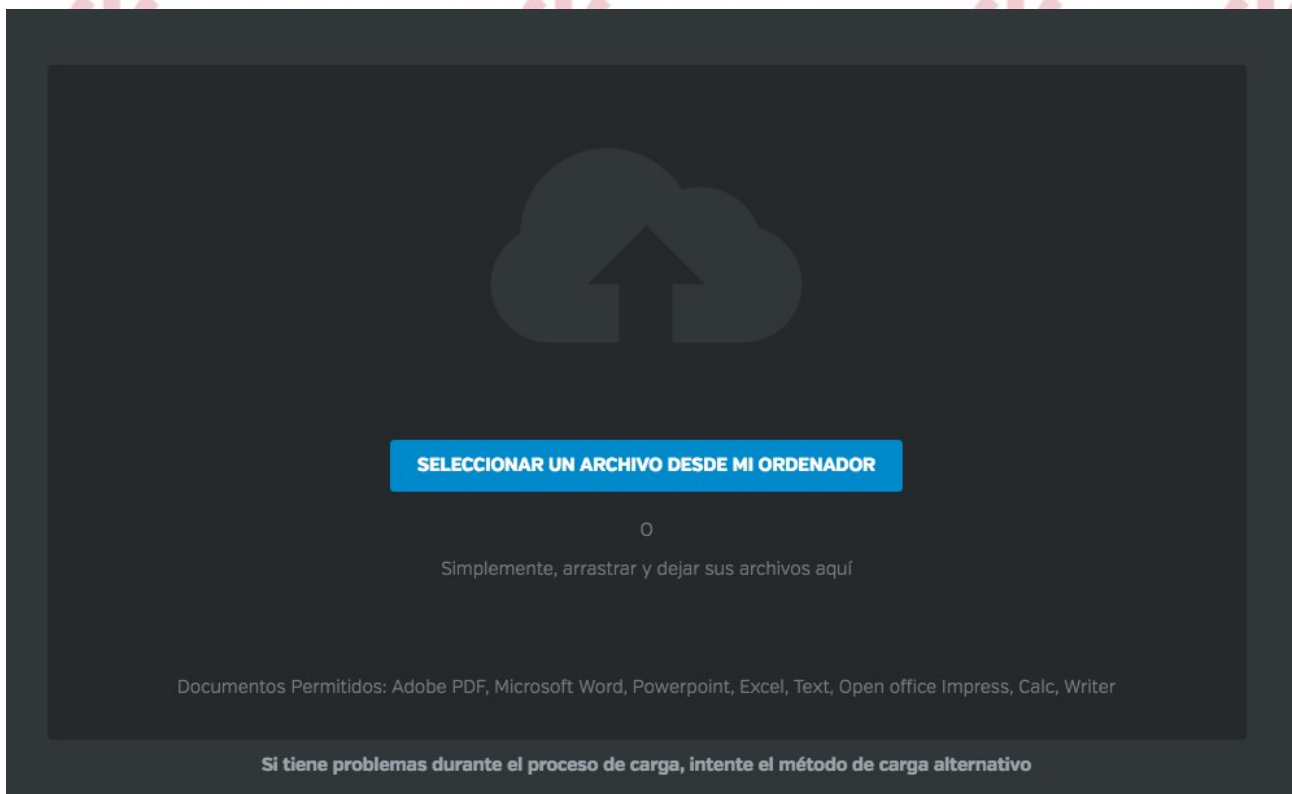 SELECCIONAR UN ARCHIVO DESDE MI ORDENADOR
O
Simplemente, arrastrar y dejar sus archivos aquí
Documentos Permitidos: Adobe PDF, Microsoft Word, Powerpoint, Excel, Text, Open office Impress, Calc, Writer
Si tiene problemas durante el proceso de carga, intente el método de carga alternativo